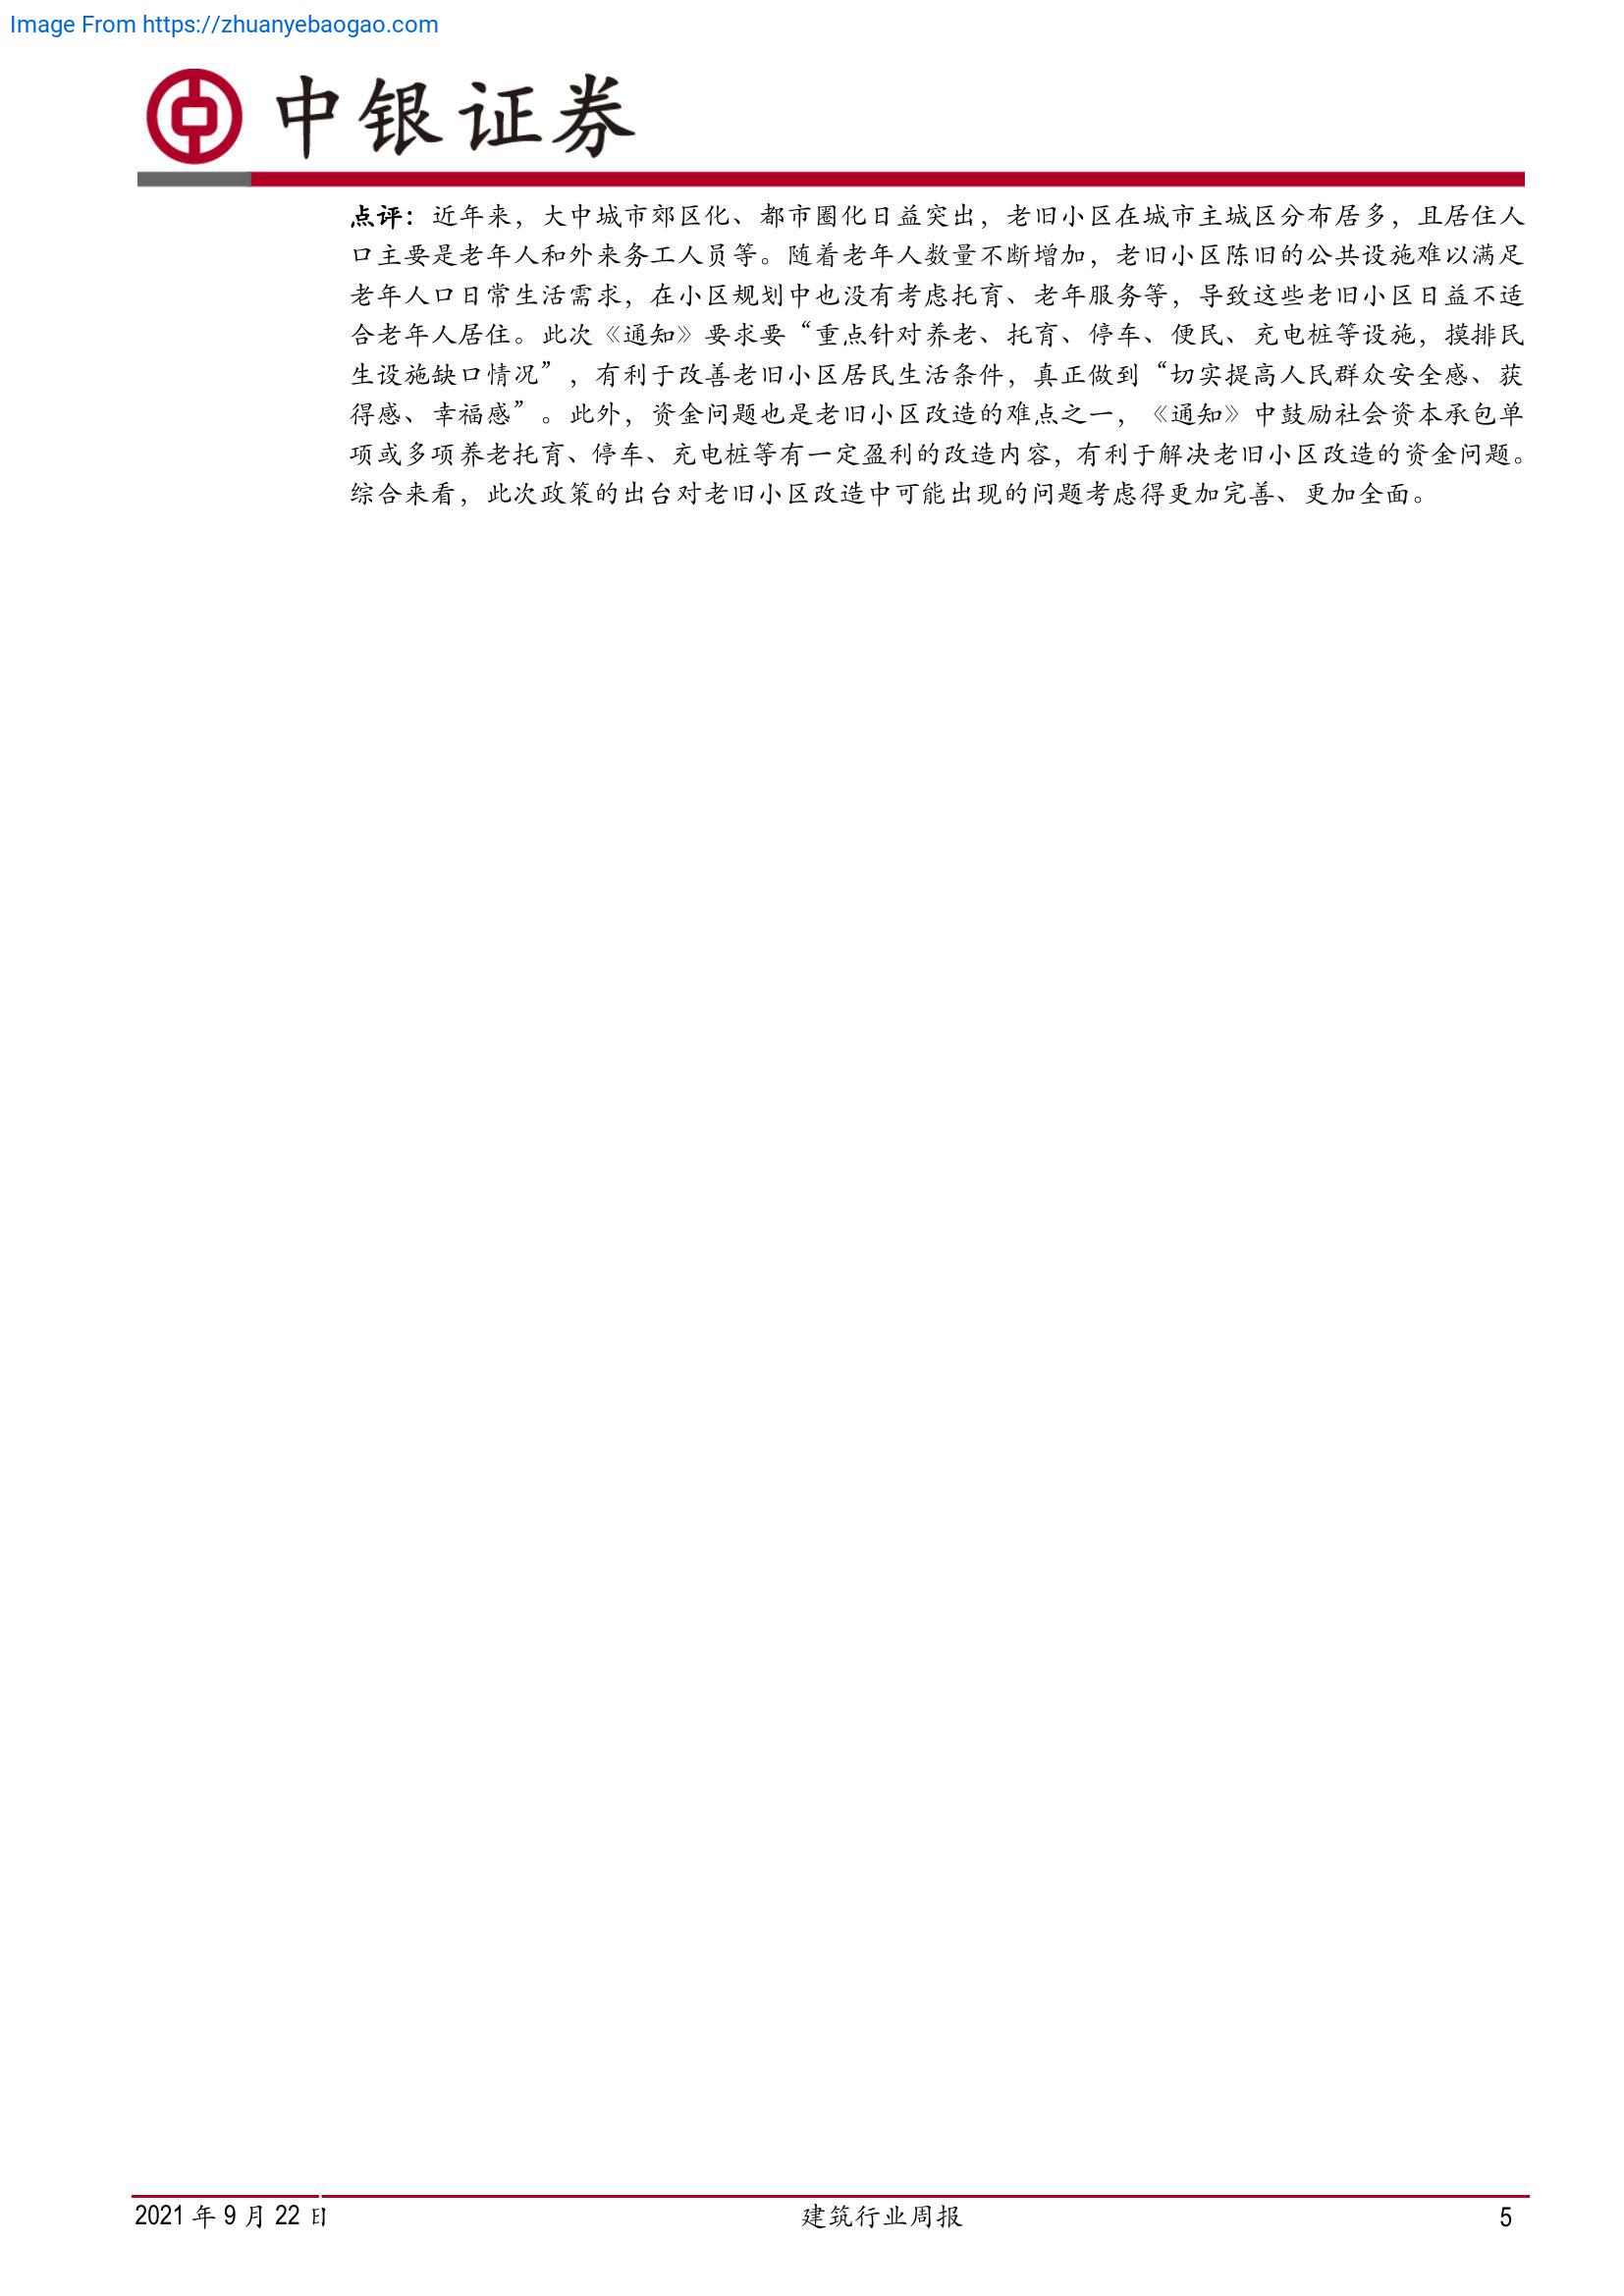 Image From https://zhuanyebaogao.com
中银证券
点评：近年来，大中城市郊区化、都市圈化日益突出，老旧小区在城市主城区分布居多，且居住人
口主要是老年人和外来务工人员等。随着老年人数量不断增加，老旧小区陈旧的公共设施难以满足
老年人口日常生活需求，在小区规划中也没有考虑托育、老年服务等，导致这些老旧小区日益不适
合老年人居住。此次《通知》要求要“重点针对养老、托育、停车、便民、充电桩等设施，摸排民
生设施缺口情况”，有利于改善老旧小区居民生活条件，真正做到“切实提高人民群众安全感、获
得感、幸福感”。此外，资金问题也是老旧小区改造的难点之一，《通知》中鼓励社会资本承包单
项或多项养老托育、停车、充电桩等有一定盈利的改造内容，有利于解决老旧小区改造的资金问题。
综合来看，此次政策的出台对老旧小区改造中可能出现的问题考虑得更加完善、更加全面。
2021 年 9 月 22 日
建筑行业周报
5